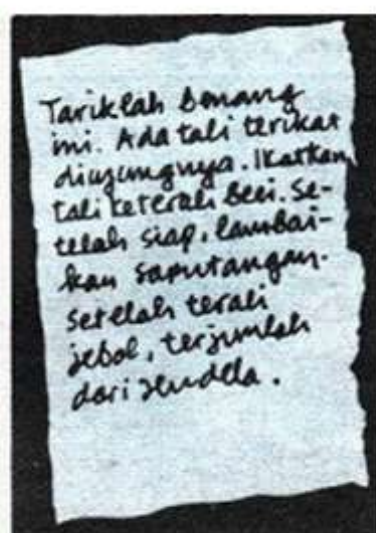 Tariklah benang
ini. Ada tali terikat
diujungnya. Ikatkan
tali keterali besi. Se-
telah siap, lambai-
kan saputangan.
Setelah terali
jebol, terjunlah
dari jendela.